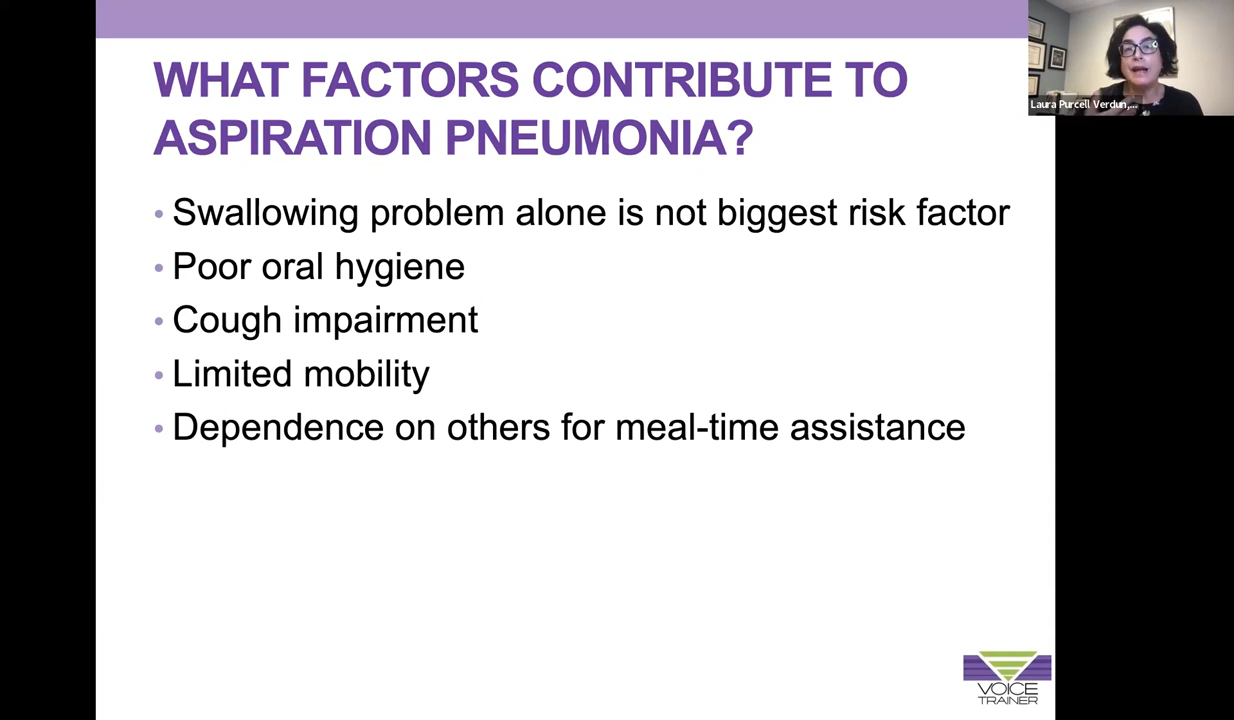 WHAT FACTORS CONTRIBUTE TO
ASPIRATION PNEUMONIA?
• Swallowing problem alone is not biggest risk factor
• Poor oral hygiene
• Cough impairment
• Limited mobility
• Dependence on others for meal-time assistance
Laura Purcell Verdun,...
VOICE
TRAINER